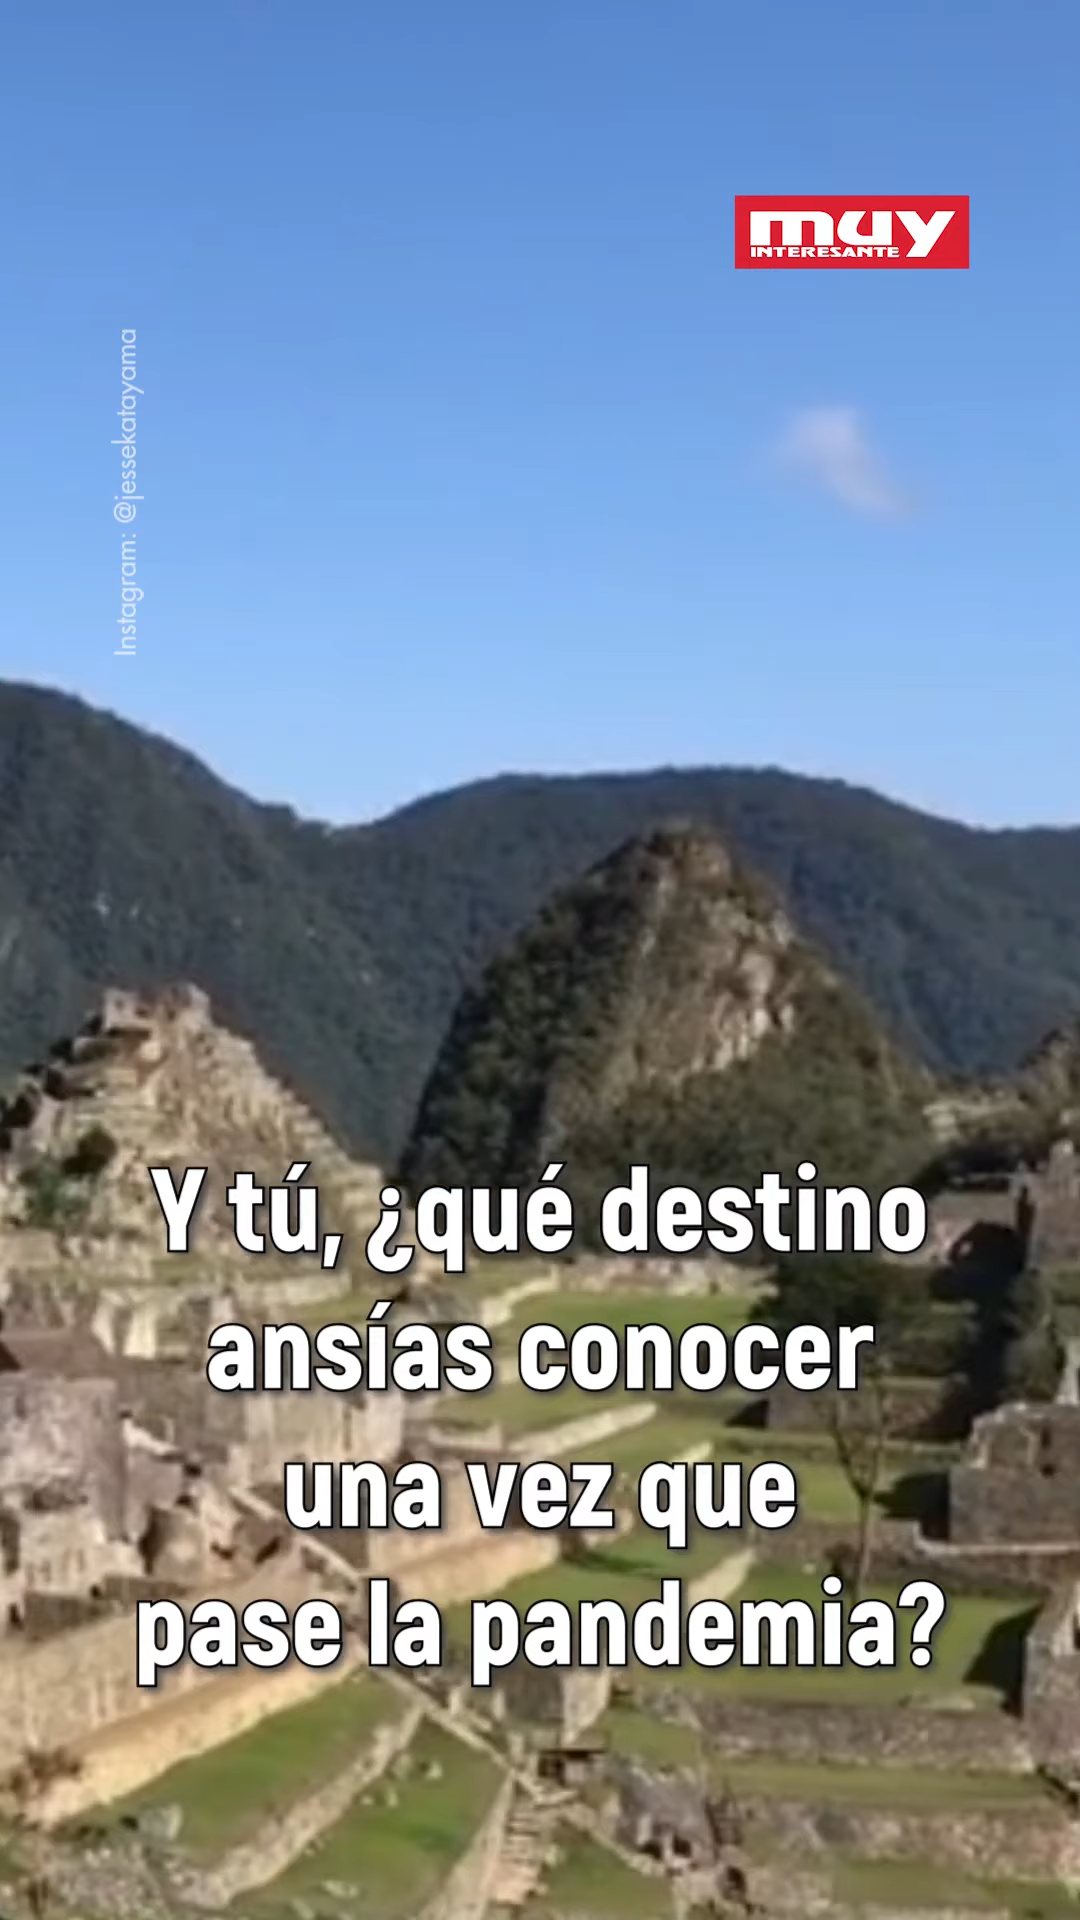 muy
INTERESANTE
Instagram: @jessekatayama
Y tú, ¿qué destino
ansías conocer
una vez que
pase la pandemia?